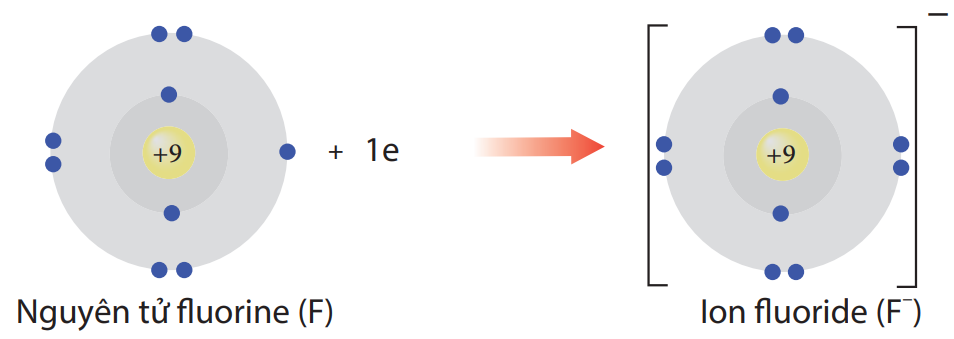 +9 + 1e +9 −
Nguyên tử fluorine (F) Ion fluoride (F⁻)